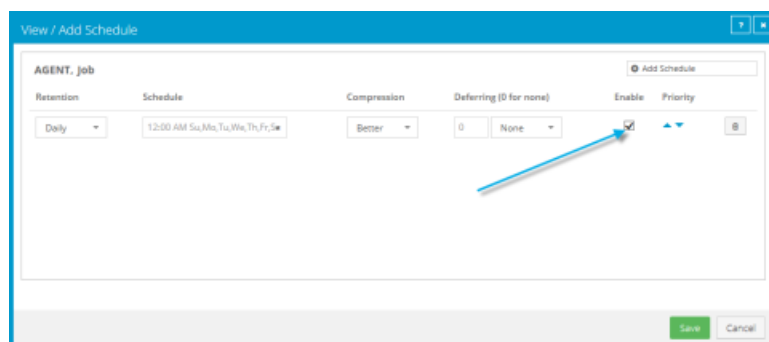 View / Add Schedule
AGENT, Job
Add Schedule
Retention Schedule Compression Deferring (0 for none) Enable Priority
Daily 12:00 AM Su,Mo,Tu,We,Th,Fr,Sa Better 0 None
Save Cancel